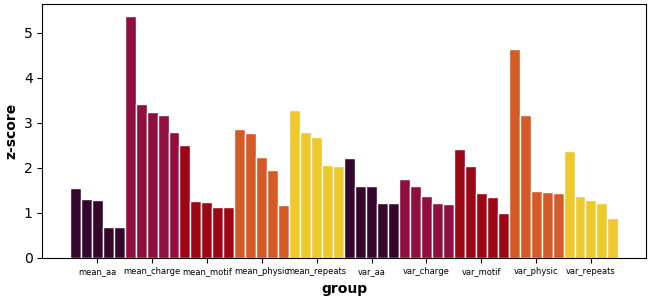 z-score
5
4
3
2
1
0
mean_aa mean_charge mean_motif mean_physic mean_repeats var_aa var_charge var_motif var_physic var_repeats
group